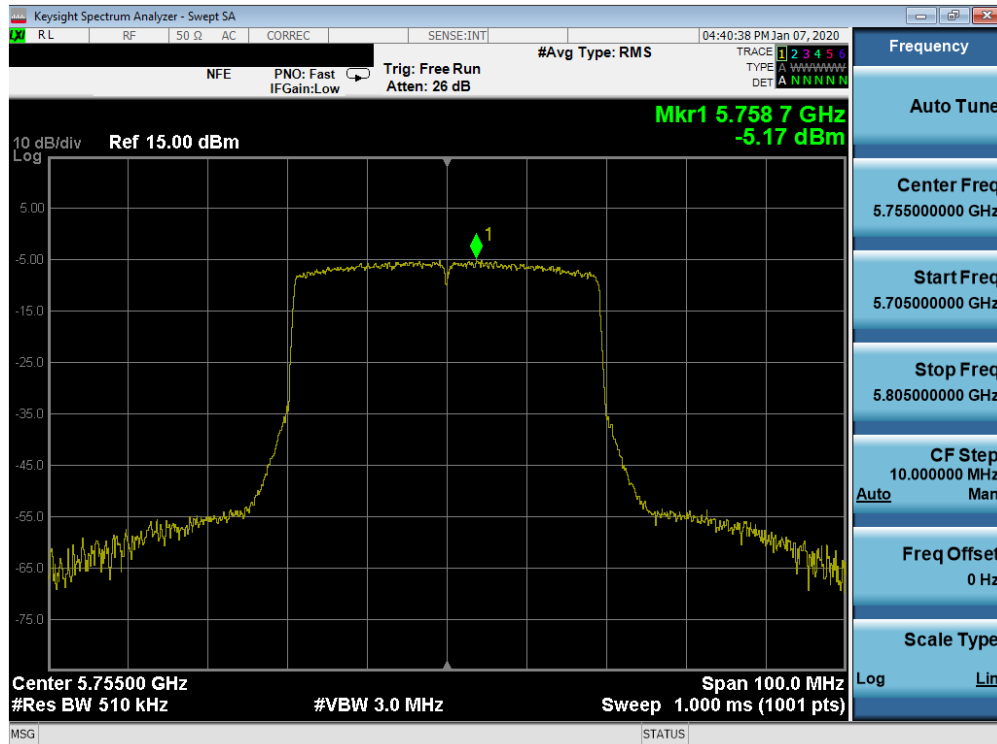 Keysight Spectrum Analyzer - Swept SA
LXI RL RF 50 Ω AC CORREC SENSE:INT 04:40:38 PM Jan 07, 2020
NFE PNO: Fast Trig: Free Run #Avg Type: RMS TRACE 1 2 3 4 5 6
IFGain:Low Atten: 26 dB TYPE A WWWWW
DET A N N N N N
Mkr1 5.758 7 GHz
-5.17 dBm
10 dB/div Ref 15.00 dBm
Log
1
5.00
-5.00
-15.0
-25.0
-35.0
-45.0
-55.0
-65.0
-75.0
Center 5.75500 GHz Span 100.0 MHz
#Res BW 510 kHz #VBW 3.0 MHz Sweep 1.000 ms (1001 pts)
MSG STATUS
Frequency
Auto Tune
Center Freq
5.755000000 GHz
Start Freq
5.705000000 GHz
Stop Freq
5.805000000 GHz
CF Step
10.000000 MHz
Auto Man
Freq Offset
0 Hz
Scale Type
Log Lin